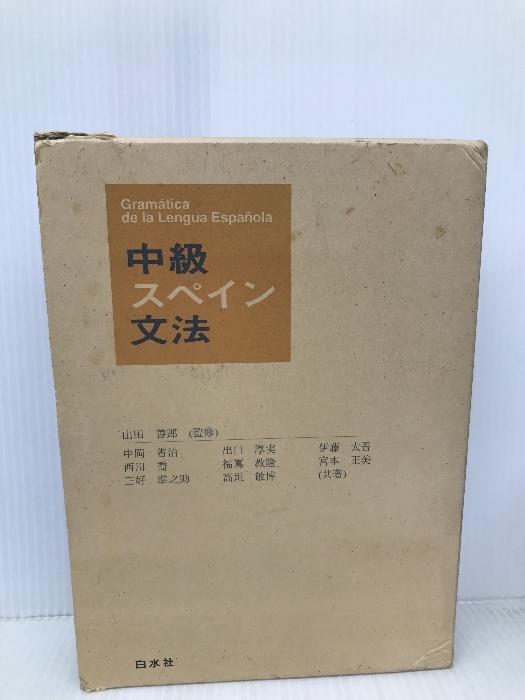 Gramática
de la Lengua Española
中級
スペイン
文法
山田 善郎 (監修)
中岡 省治 出口 厚実 伊藤 太吾
西川 喬 福嶌 教隆 宮本 正美
三好 準之助 高垣 敏博 (共著)
白水社